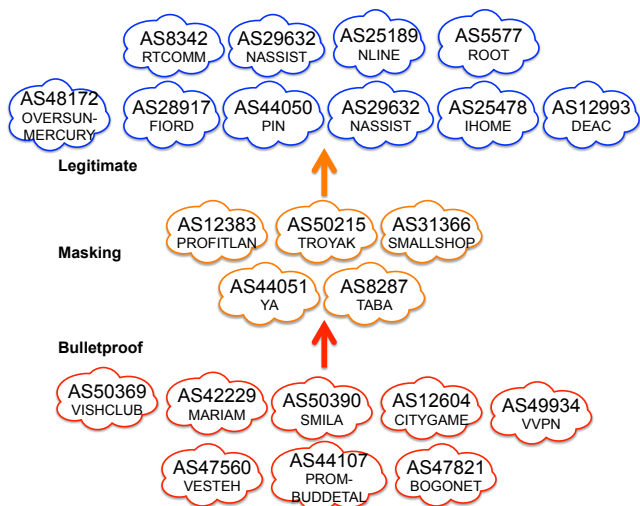 AS8342
RTCOMM
AS29632
NASSIST
AS25189
NLINE
AS5577
ROOT
AS48172
OVERSUN-
MERCURY
AS28917
FIORD
AS44050
PIN
AS29632
NASSIST
AS25478
IHOME
AS12993
DEAC
Legitimate
AS12383
PROFITLAN
AS50215
TROYAK
AS31366
SMALLSHOP
Masking
AS44051
YA
AS8287
TABA
Bulletproof
AS50369
VISHCLUB
AS42229
MARIAM
AS50390
SMILA
AS12604
CITYGAME
AS49934
VVPN
AS47560
VESTEH
AS44107
PROM-
BUDDETAL
AS47821
BOGONET